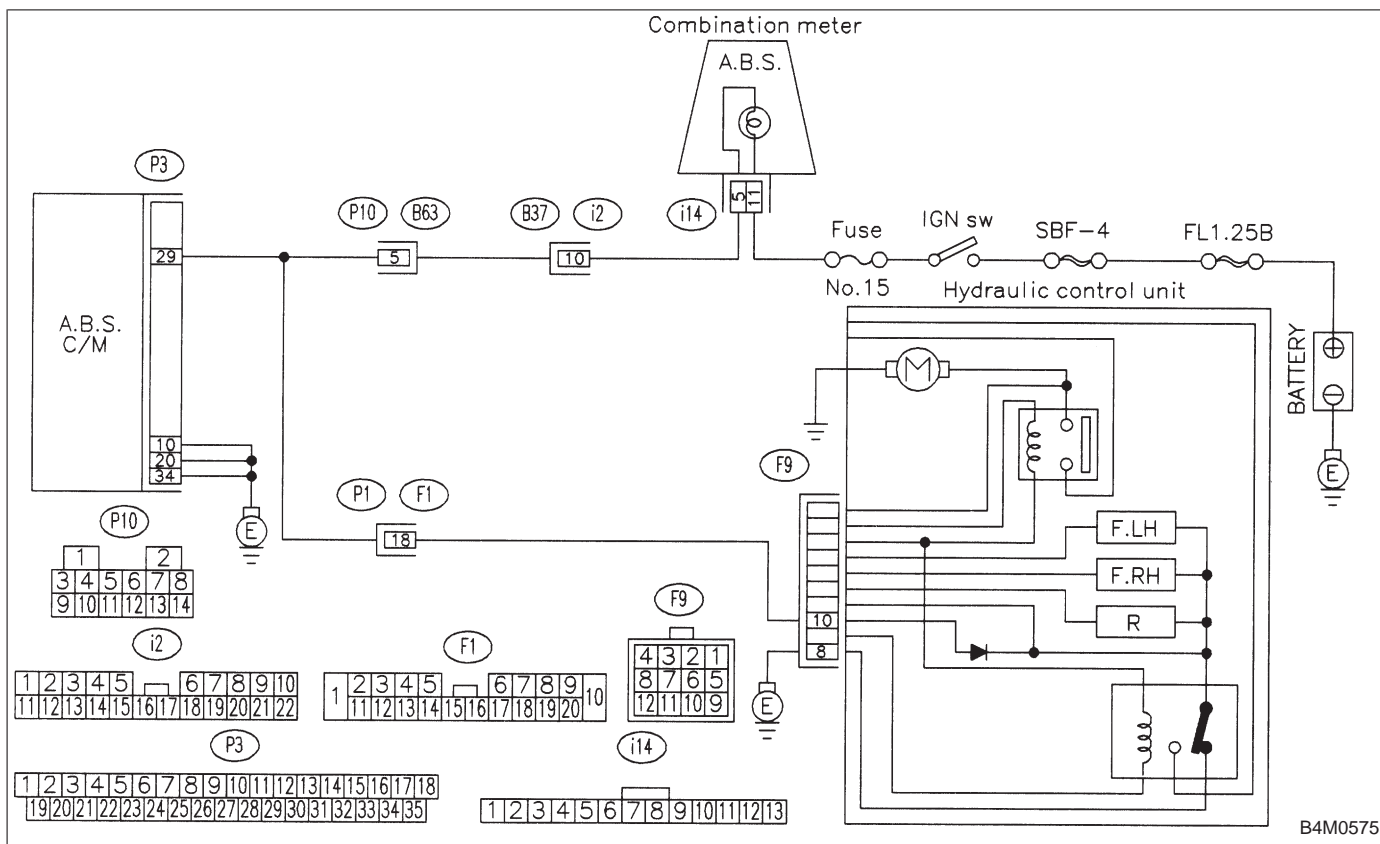 Combination meter
A.B.S.
P3
P10 B63 B37 i2 i14
5 11
Fuse IGN sw SBF-4 FL1.25B
29 5 10
No.15 Hydraulic control unit
A.B.S.
C/M
M
BATTERY
10
20
34
E
E
F9
P1 F1
18
P10
1 2
3 4 5 6 7 8
9 10 11 12 13 14
F.LH
F.RH
R
10
8
E
i2
1 2 3 4 5 6 7 8 9 10
11 12 13 14 15 16 17 18 19 20 21 22
F1
1 2 3 4 5 6 7 8 9 10
11 12 13 14 15 16 17 18 19 20
F9
4 3 2 1
8 7 6 5
12 11 10 9
P3
1 2 3 4 5 6 7 8 9 10 11 12 13 14 15 16 17 18
19 20 21 22 23 24 25 26 27 28 29 30 31 32 33 34 35
i14
1 2 3 4 5 6 7 8 9 10 11 12 13
B4M0575